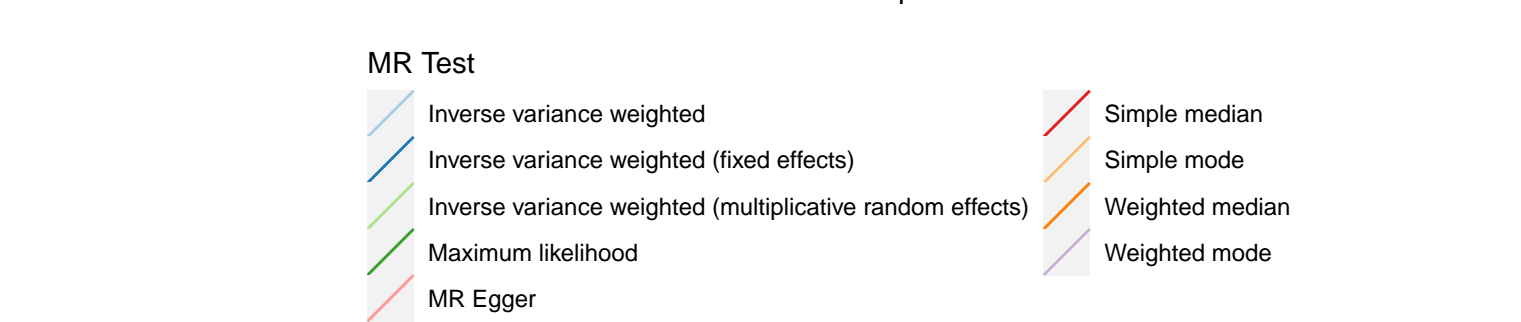 MR Test
Inverse variance weighted
Inverse variance weighted (fixed effects)
Inverse variance weighted (multiplicative random effects)
Maximum likelihood
MR Egger
Simple median
Simple mode
Weighted median
Weighted mode